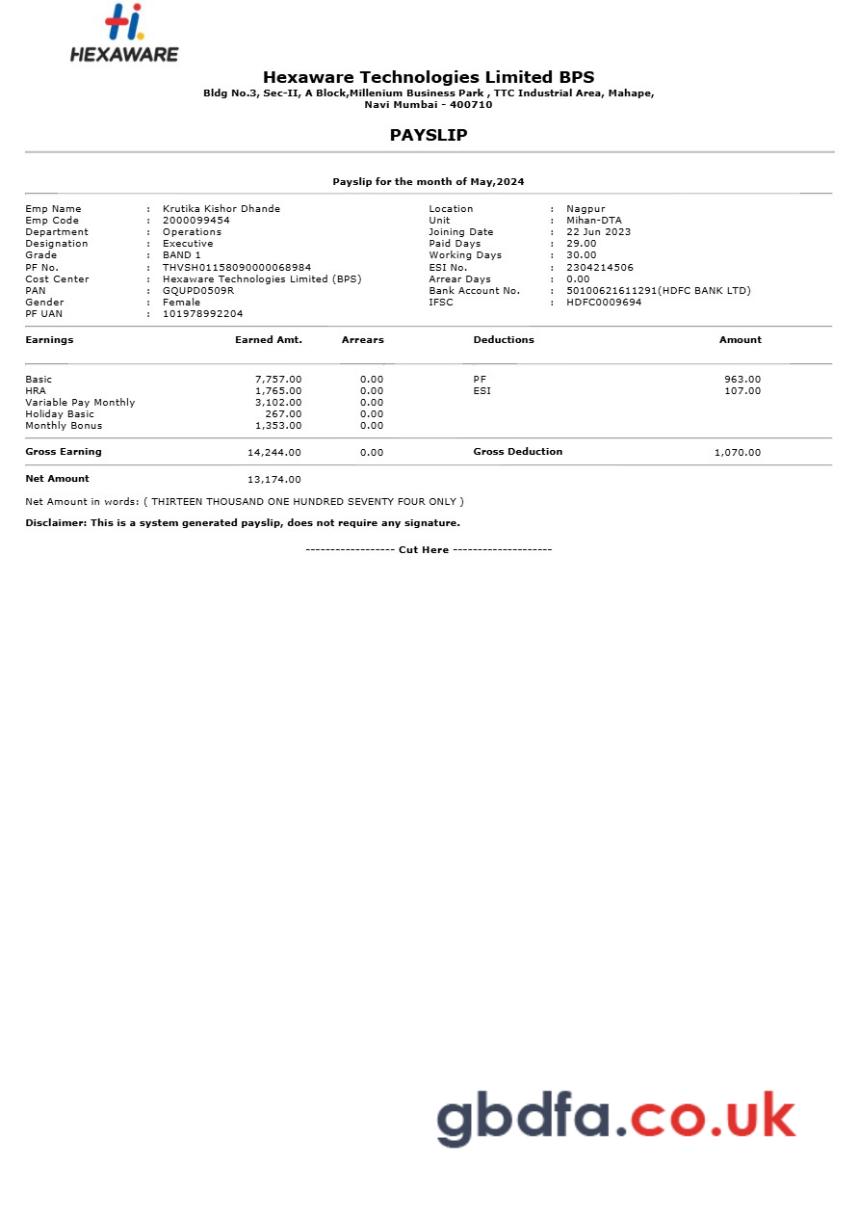 Hi.
HEXAWARE
Hexaware Technologies Limited BPS
Bldg No.3, Sec-II, A Block,Millenium Business Park , TTC Industrial Area, Mahape,
Navi Mumbai - 400710
PAYSLIP
Payslip for the month of May,2024
Emp Name : Krutika Kishor Dhande Location : Nagpur
Emp Code : 2000099454 Unit : Mihan-DTA
Department : Operations Joining Date : 22 Jun 2023
Designation : Executive Paid Days : 29.00
Grade : BAND 1 Working Days : 30.00
PF No. : THVSH01158090000068984 ESI No. : 2304214506
Cost Center : Hexaware Technologies Limited (BPS) Arrear Days : 0.00
PAN : GQUPD0509R Bank Account No. : 50100621611291(HDFC BANK LTD)
Gender : Female IFSC : HDFC0009694
PF UAN : 101978992204
Earnings Earned Amt. Arrears Deductions Amount
Basic 7,757.00 0.00 PF 963.00
HRA 1,765.00 0.00 ESI 107.00
Variable Pay Monthly 3,102.00 0.00
Holiday Basic 267.00 0.00
Monthly Bonus 1,353.00 0.00
Gross Earning 14,244.00 0.00 Gross Deduction 1,070.00
Net Amount 13,174.00
Net Amount in words: ( THIRTEEN THOUSAND ONE HUNDRED SEVENTY FOUR ONLY )
Disclaimer: This is a system generated payslip, does not require any signature.
------------------ Cut Here --------------------
gbdfa.co.uk